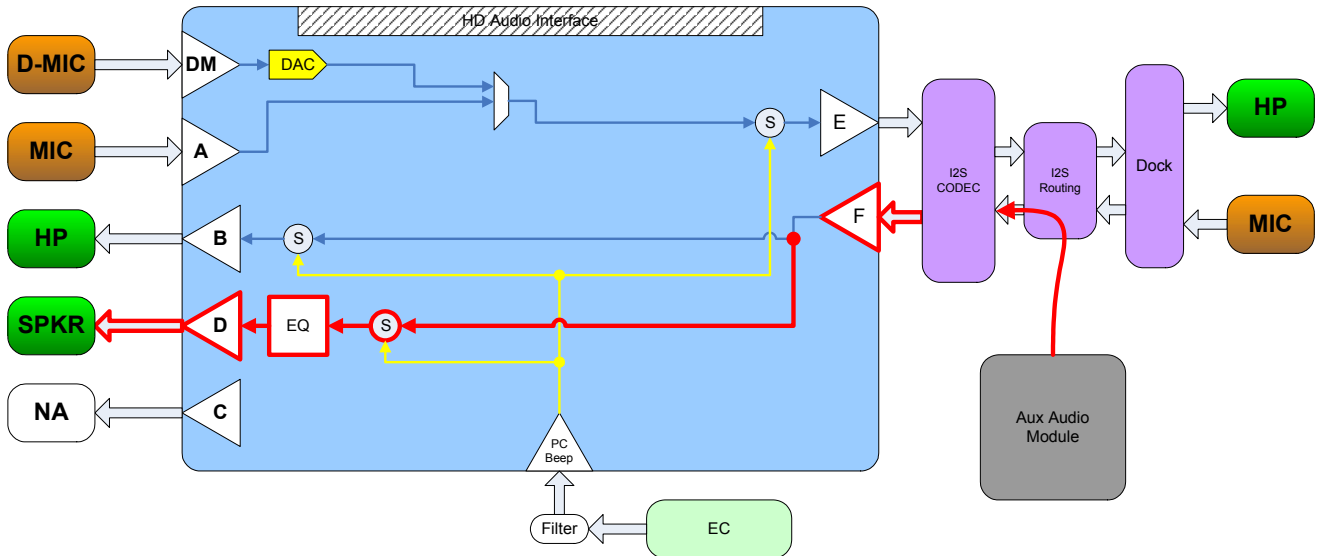 HD Audio Interface
D-MIC
DM
DAC
MIC
A
S
E
I2S
CODEC
I2S
Routing
Dock
HP
MIC
F
HP
B
S
SPKR
D
EQ
S
NA
C
PC
Beep
Filter
EC
Aux Audio
Module